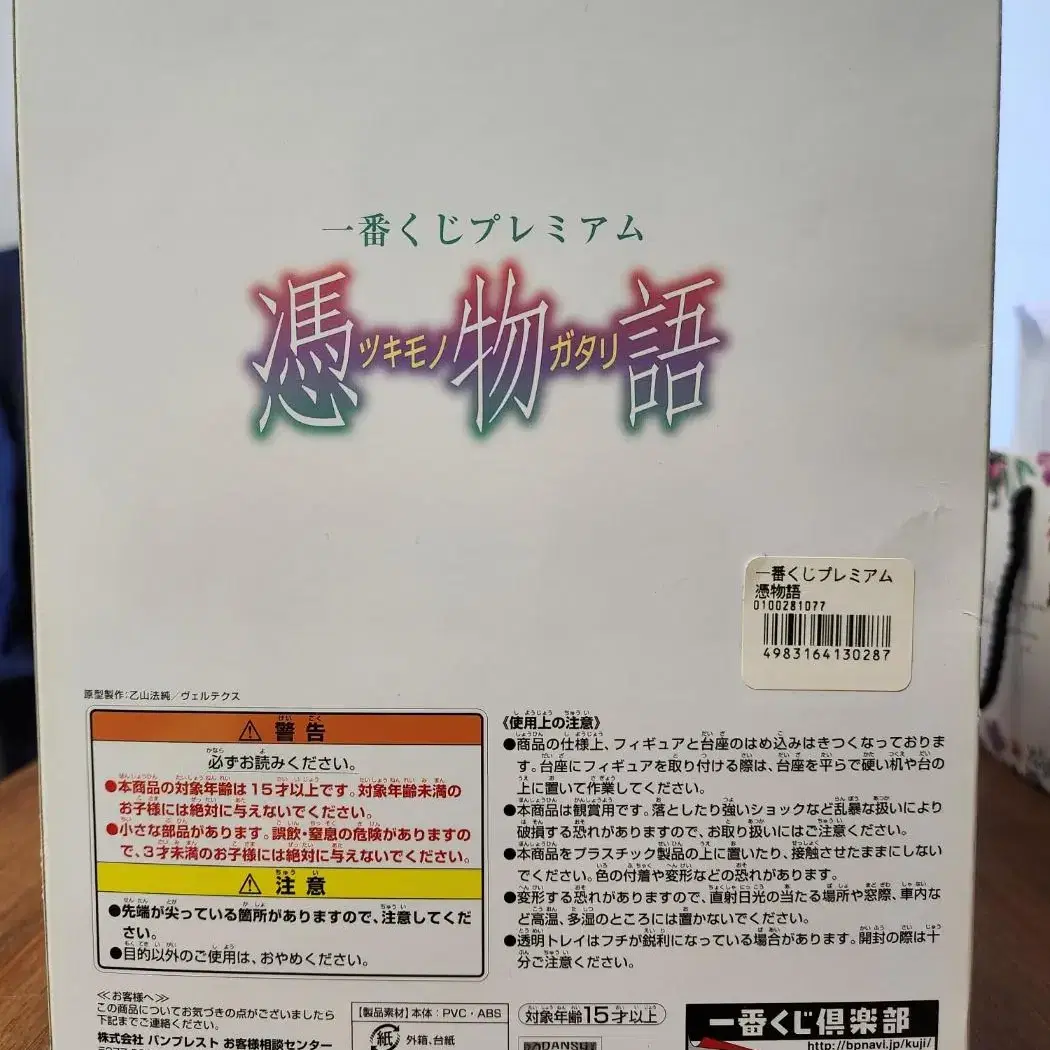 一番くじプレミアム
憑物語
ツキモノガタリ
一番くじプレミアム
憑物語
0100281077
4983164130287
原型製作：乙山法純／ヴェルテクス
警告
必ずお読みください。
●本商品の対象年齢は15才以上です。対象年齢未満の
お子様には絶対に与えないでください。
●小さな部品があります。誤飲・窒息の危険がありますの
で、3才未満のお子様には絶対に与えないでください。
注意
●先端が尖っている箇所がありますので、注意してくだ
さい。
●目的以外のご使用は、おやめください。
《使用上の注意》
●商品の仕様上、フィギュアと台座のはめ込みはきつくなっておりま
す。台座にフィギュアを取り付ける際は、台座を平らで硬い机や台の
上に置いて作業してください。
●本商品は観賞用です。落としたり強いショックなど乱暴な扱いにより
破損する恐れがありますので、お取り扱いにはご注意ください。
●本商品をプラスチック製品の上に置いたり、接触させたままにしない
でください。色の付着や変形などの恐れがあります。
●変形する恐れがありますので、直射日光の当たる場所や窓際、車内な
ど高温、多湿のところには置かないでください。
●透明トレイはフチが鋭利になっている場合があります。開封の際は十
分ご注意ください。
≪お客様へ≫
この商品についてお気づきの点がございましたら
下記までご連絡ください。
株式会社 バンプレスト お客様相談センター
【製品素材】本体：PVC・ABS
紙 外箱、台紙
対象年齢15才以上
一番くじ倶楽部
http://bpnavi.jp/kuji/